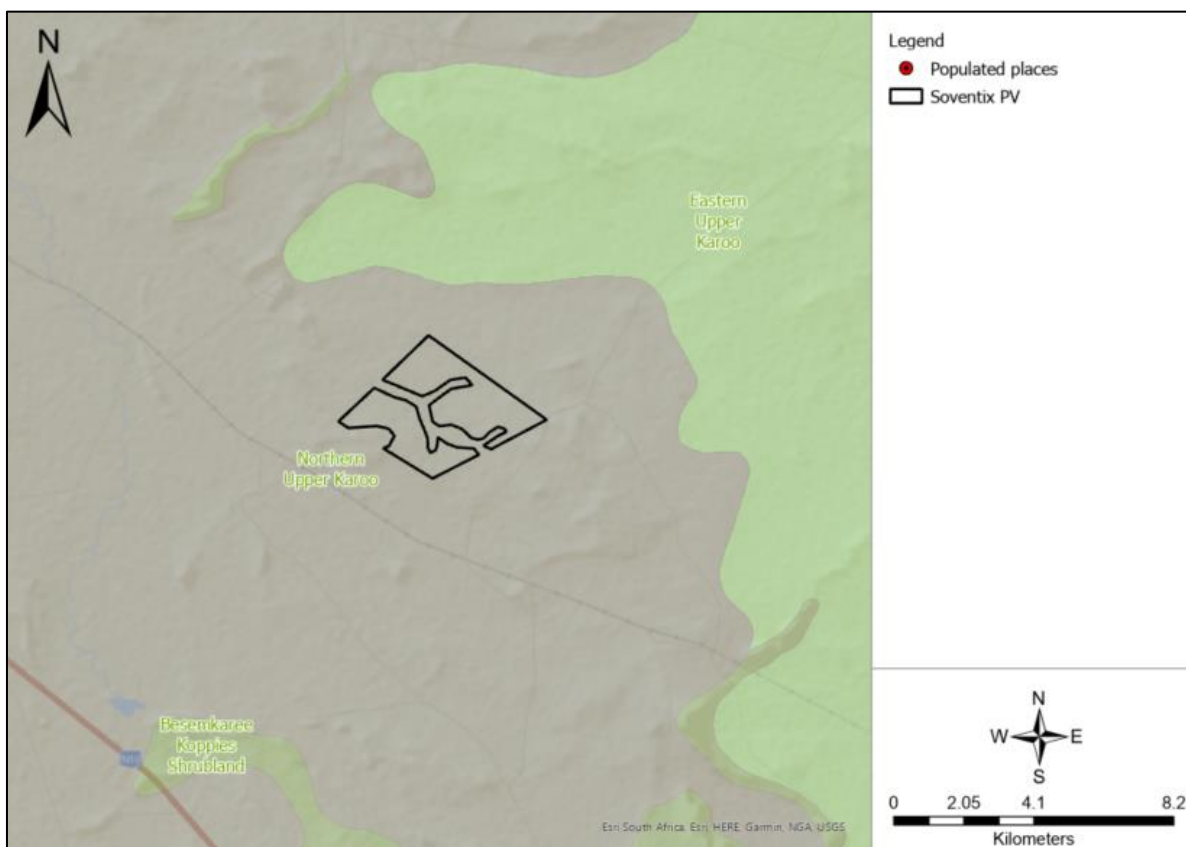 N
Eastern
Upper
Karoo
Northern
Upper Karoo
Besemkaree
Koppies
Shrubland
Esri South Africa, Esri, HERE, Garmin, NGA, USGS
Legend
Populated places
Soventix PV
N
W
E
S
0 2.05 4.1 8.2
Kilometers